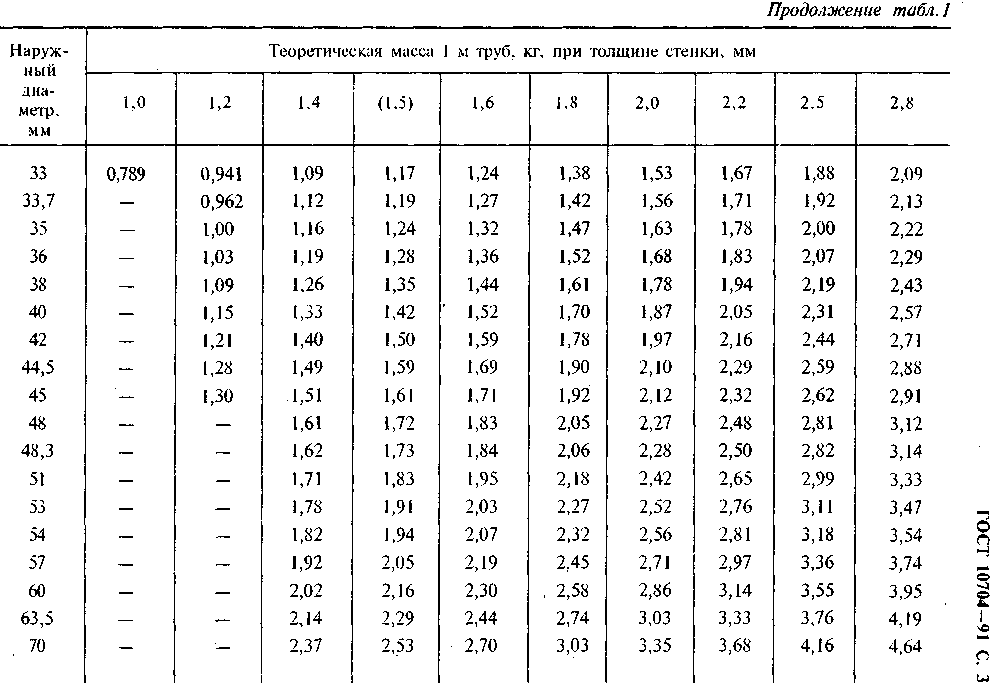 Продолжение табл.1
Наруж-
ный
диа-
метр,
мм
Теоретическая масса 1 м труб, кг, при толщине стенки, мм
1,0 1,2 1,4 (1,5) 1,6 1,8 2,0 2,2 2,5 2,8
33 0,789 0,941 1,09 1,17 1,24 1,38 1,53 1,67 1,88 2,09
33,7 — 0,962 1,12 1,19 1,27 1,42 1,56 1,71 1,92 2,13
35 — 1,00 1,16 1,24 1,32 1,47 1,63 1,78 2,00 2,22
36 — 1,03 1,19 1,28 1,36 1,52 1,68 1,83 2,07 2,29
38 — 1,09 1,26 1,35 1,44 1,61 1,78 1,94 2,19 2,43
40 — 1,15 1,33 1,42 1,52 1,70 1,87 2,05 2,31 2,57
42 — 1,21 1,40 1,50 1,59 1,78 1,97 2,16 2,44 2,71
44,5 — 1,28 1,49 1,59 1,69 1,90 2,10 2,29 2,59 2,88
45 — 1,30 1,51 1,61 1,71 1,92 2,12 2,32 2,62 2,91
48 — — 1,61 1,72 1,83 2,05 2,27 2,48 2,81 3,12
48,3 — — 1,62 1,73 1,84 2,06 2,28 2,50 2,82 3,14
51 — — 1,71 1,83 1,95 2,18 2,42 2,65 2,99 3,33
53 — — 1,78 1,91 2,03 2,27 2,52 2,76 3,11 3,47
54 — — 1,82 1,94 2,07 2,32 2,56 2,81 3,18 3,54
57 — — 1,92 2,05 2,19 2,45 2,71 2,97 3,36 3,74
60 — — 2,02 2,16 2,30 2,58 2,86 3,14 3,55 3,95
63,5 — — 2,14 2,29 2,44 2,74 3,03 3,33 3,76 4,19
70 — — 2,37 2,53 2,70 3,03 3,35 3,68 4,16 4,64
ГОСТ 10704—91 С. 3